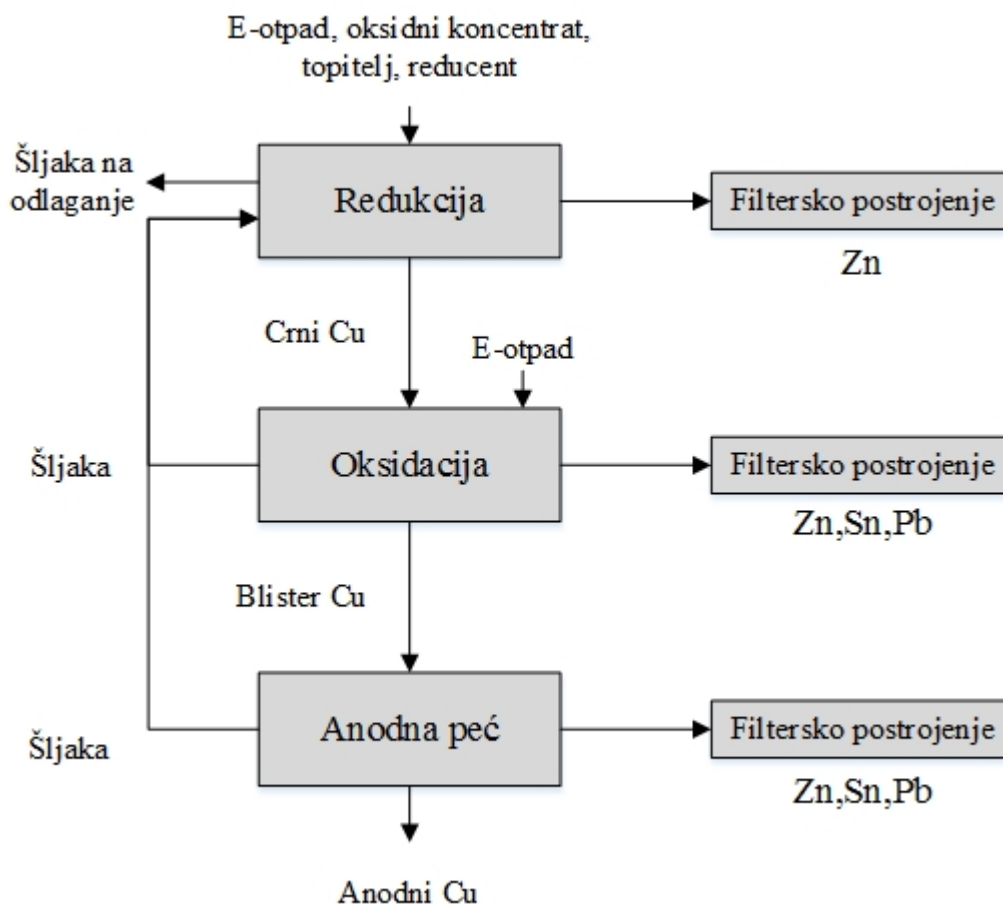 E-otpad, oksidni koncentrat,
topitelj, reducent
Šljaka na
odlaganje
Redukcija
Filtersko postrojenje
Zn
Crni Cu
E-otpad
Šljaka
Oksidacija
Filtersko postrojenje
Zn,Sn,Pb
Blister Cu
Šljaka
Anodna peć
Filtersko postrojenje
Zn,Sn,Pb
Anodni Cu